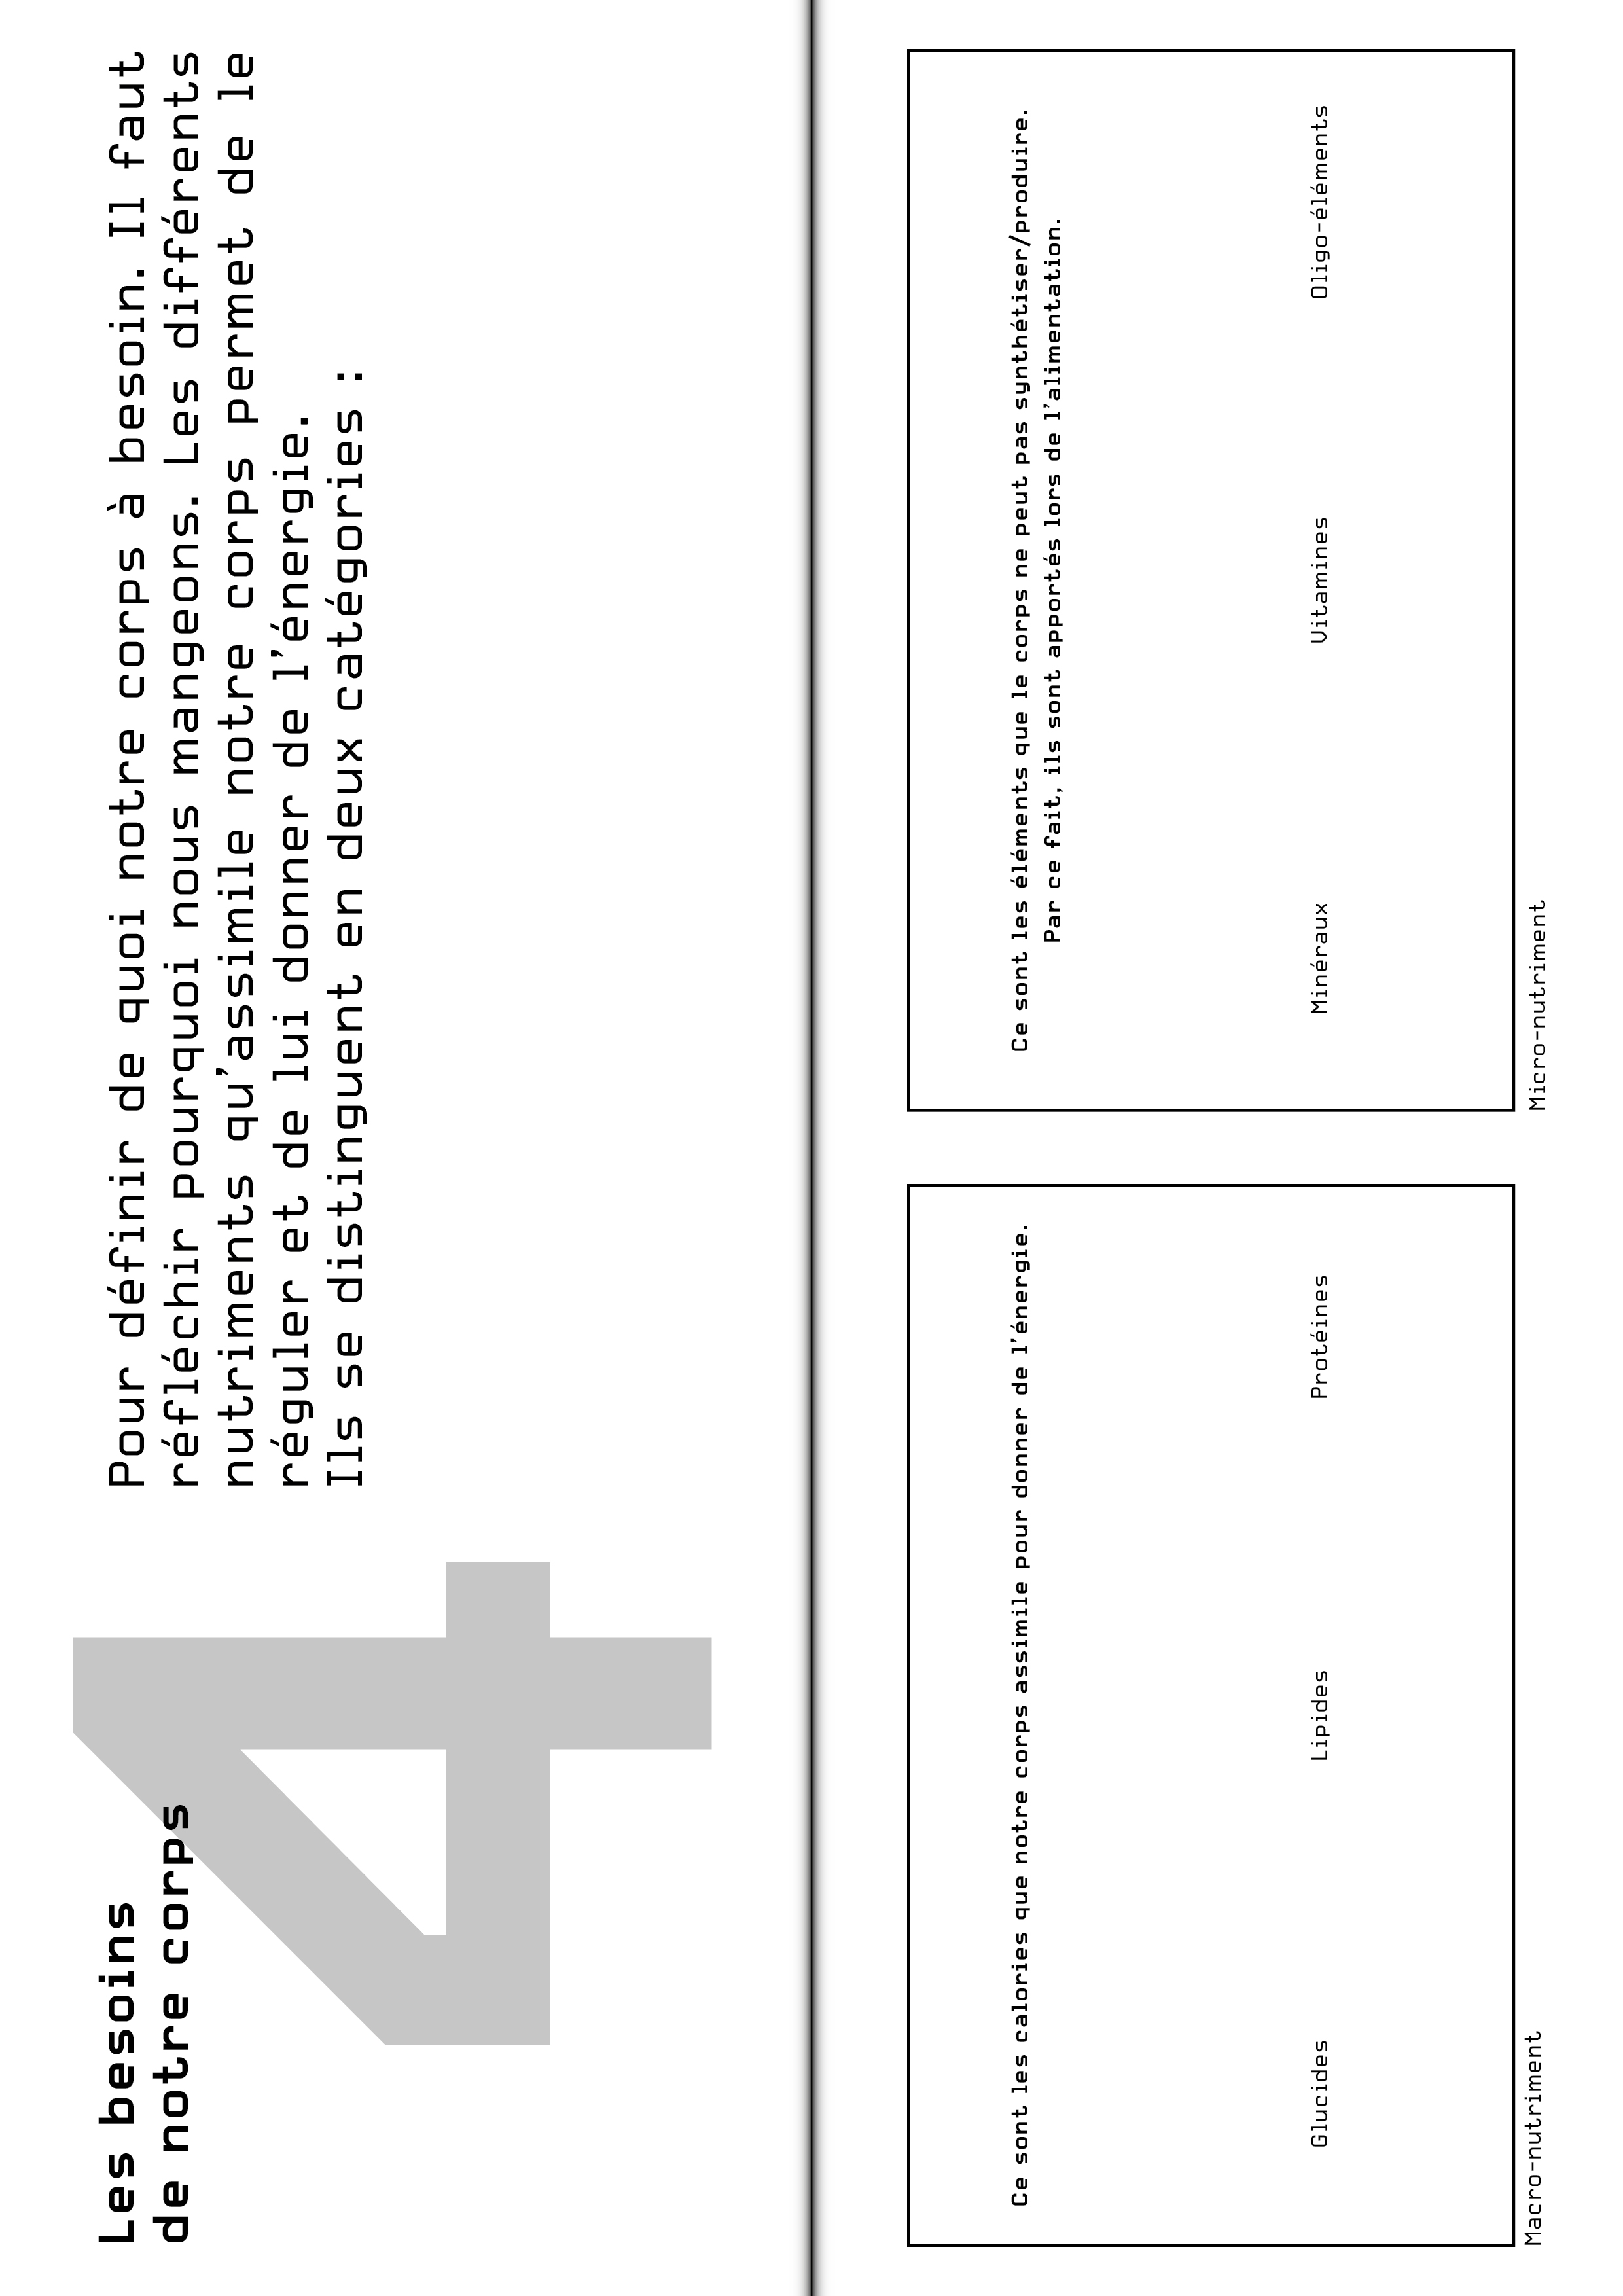 Les besoins
de notre corps
4
Pour définir de quoi notre corps à besoin. Il faut
réfléchir pourquoi nous mangeons. Les différents
nutriments qu’assimile notre corps permet de le
réguler et de lui donner de l’énergie.
Ils se distinguent en deux catégories :
Ce sont les calories que notre corps assimile pour donner de l’énergie.
Glucides
Lipides
Protéines
Macro-nutriment
Ce sont les éléments que le corps ne peut pas synthétiser/produire.
Par ce fait, ils sont apportés lors de l’alimentation.
Minéraux
Vitamines
Oligo-éléments
Micro-nutriment